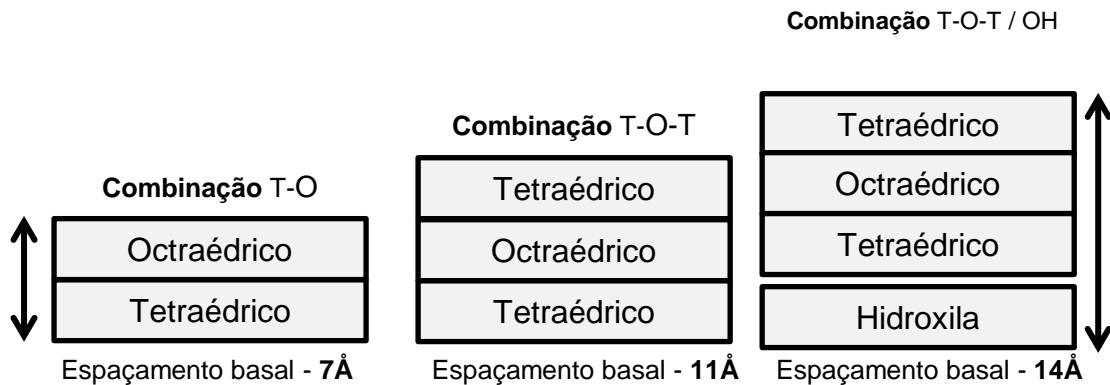 Combinação T-O
Octraédrico
Tetraédrico
Espaçamento basal - 7Å
Combinação T-O-T
Tetraédrico
Octraédrico
Tetraédrico
Espaçamento basal - 11Å
Combinação T-O-T / OH
Tetraédrico
Octraédrico
Tetraédrico
Hidroxila
Espaçamento basal - 14Å